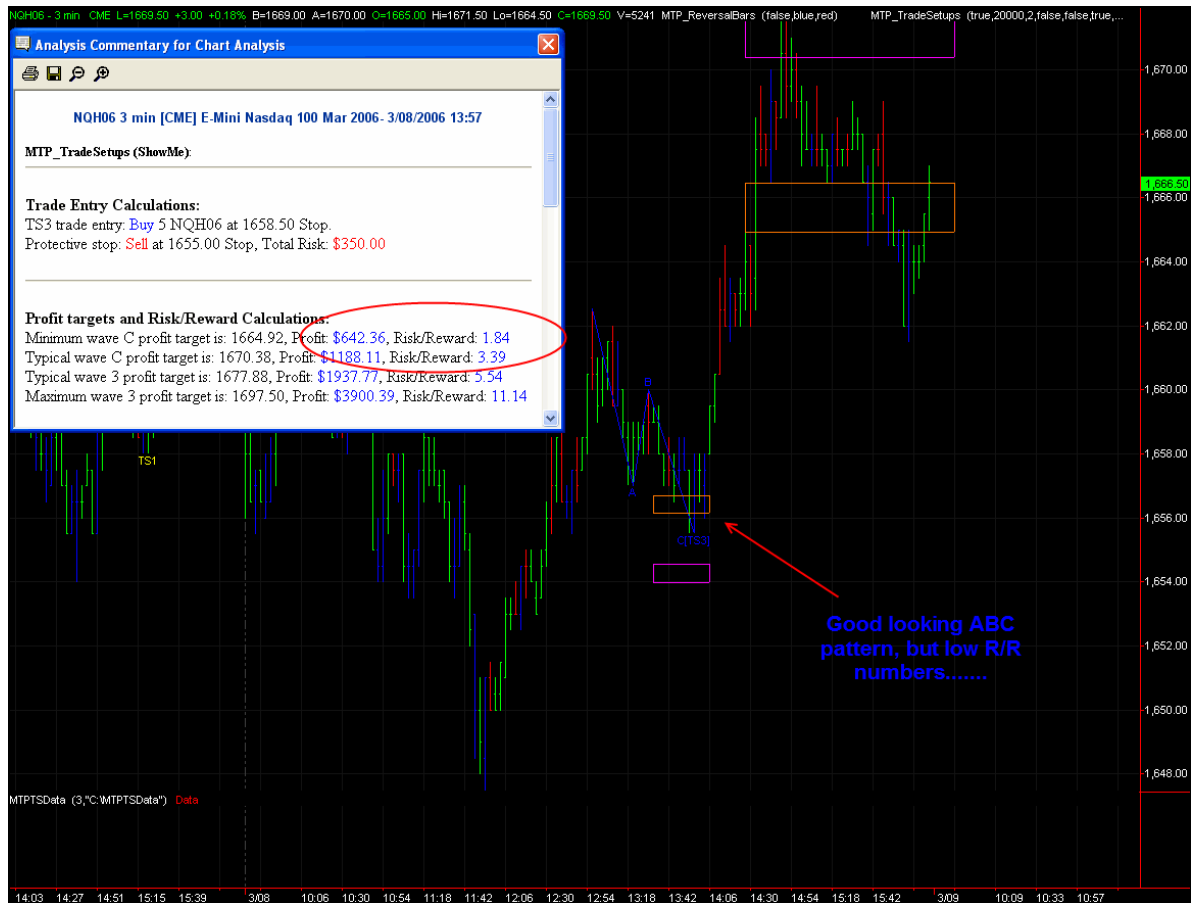 NQH06 - 3 min CME L=1669.50 +3.00 +0.18% B=1669.00 A=1670.00 O=1665.00 Hi=1671.50 Lo=1664.50 C=1669.50 V=5241 MTP_ReversalBars (false,blue,red) MTP_TradeSetups (true,20000,2,false,false,true,...
Analysis Commentary for Chart Analysis
NQH06 3 min [CME] E-Mini Nasdaq 100 Mar 2006- 3/08/2006 13:57
MTP_TradeSetups (ShowMe):
Trade Entry Calculations:
TS3 trade entry: Buy 5 NQH06 at 1658.50 Stop.
Protective stop: Sell at 1655.00 Stop, Total Risk: $350.00
Profit targets and Risk/Reward Calculations:
Minimum wave C profit target is: 1664.92, Profit: $642.36, Risk/Reward: 1.84
Typical wave C profit target is: 1670.38, Profit: $1188.11, Risk/Reward: 3.39
Typical wave 3 profit target is: 1677.88, Profit: $1937.77, Risk/Reward: 5.54
Maximum wave 3 profit target is: 1697.50, Profit: $3900.39, Risk/Reward: 11.14
1,670.00
1,668.00
1,666.50
1,666.00
1,664.00
1,662.00
1,660.00
1,658.00
1,656.00
1,654.00
1,652.00
1,650.00
1,648.00
TS1
B
A
C[TS3]
Good looking ABC
pattern, but low R/R
numbers.......
MTPTSData (3,"C:\MTPTSData") Data
14:03 14:27 14:51 15:15 15:39 3/08 10:06 10:30 10:54 11:18 11:42 12:06 12:30 12:54 13:18 13:42 14:06 14:30 14:54 15:18 15:42 3/09 10:09 10:33 10:57